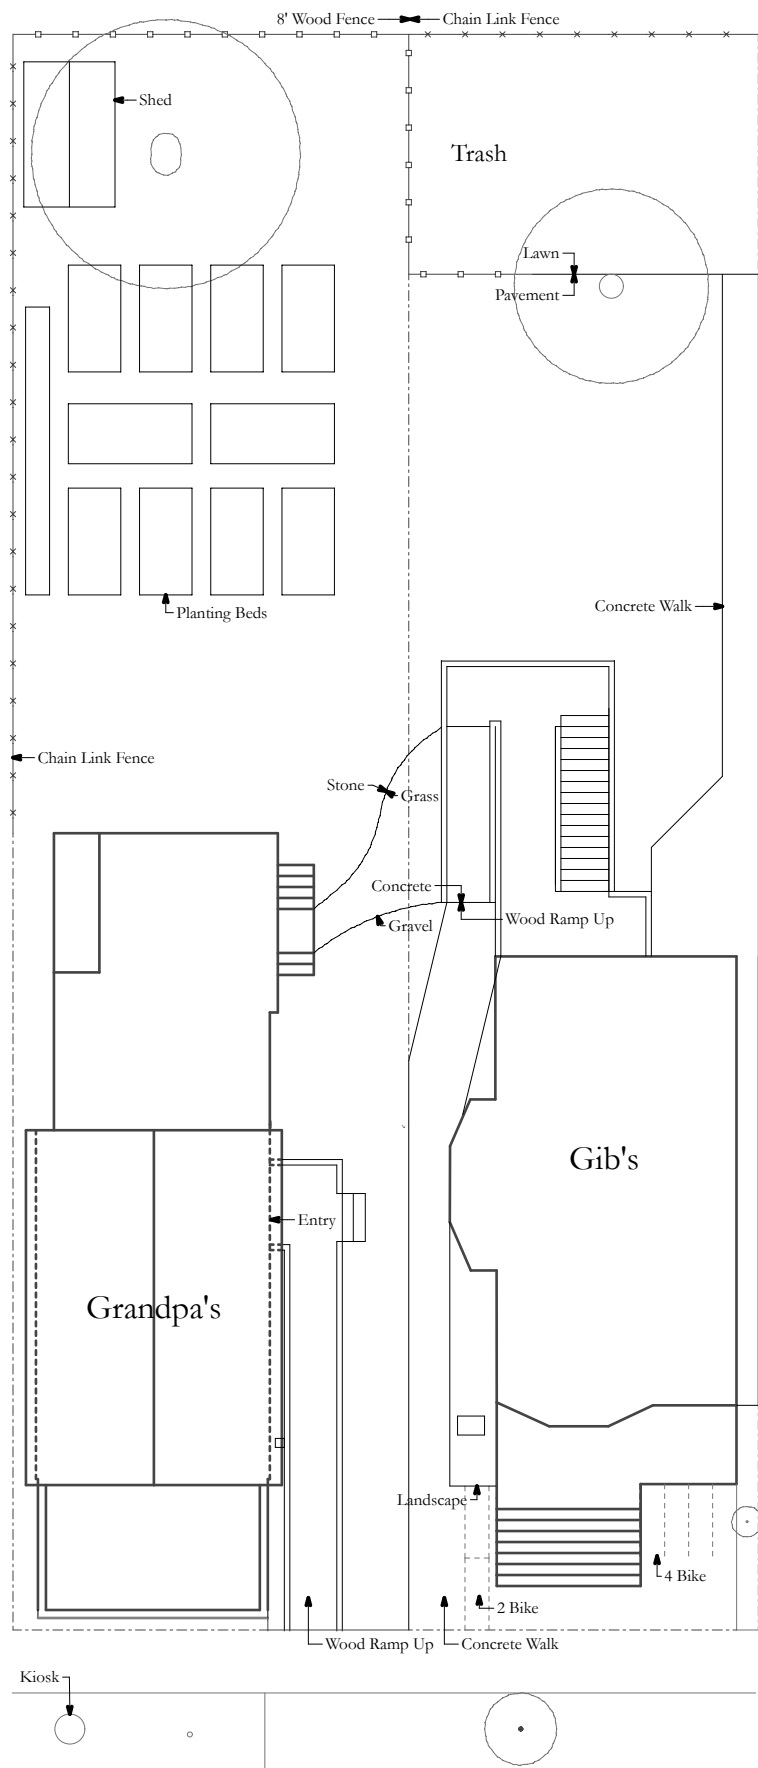 8' Wood Fence
Chain Link Fence
Shed
Trash
Lawn
Pavement
Planting Beds
Concrete Walk
Chain Link Fence
Stone
Grass
Concrete
Gravel
Wood Ramp Up
Gib's
Entry
Grandpa's
Landscape
4 Bike
2 Bike
Wood Ramp Up
Concrete Walk
Kiosk